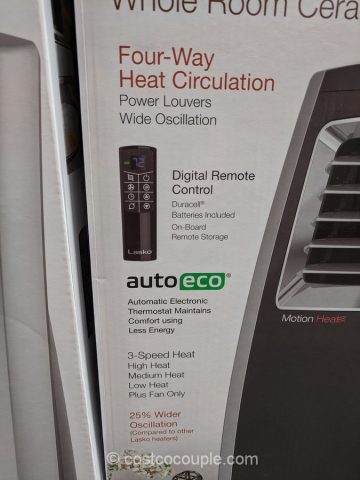 Whole Room Cera
Four-Way
Heat Circulation
Power Louvers
Wide Oscillation
72
Digital Remote
Control
Duracell®
Batteries Included
On-Board
Remote Storage
Lasko
autoeco®
Automatic Electronic
Thermostat Maintains
Comfort using
Less Energy
Motion Heat®
3-Speed Heat
High Heat
Medium Heat
Low Heat
Plus Fan Only
25% Wider
Oscillation
(Compared to other
Lasko heaters)
© costcocouple.com